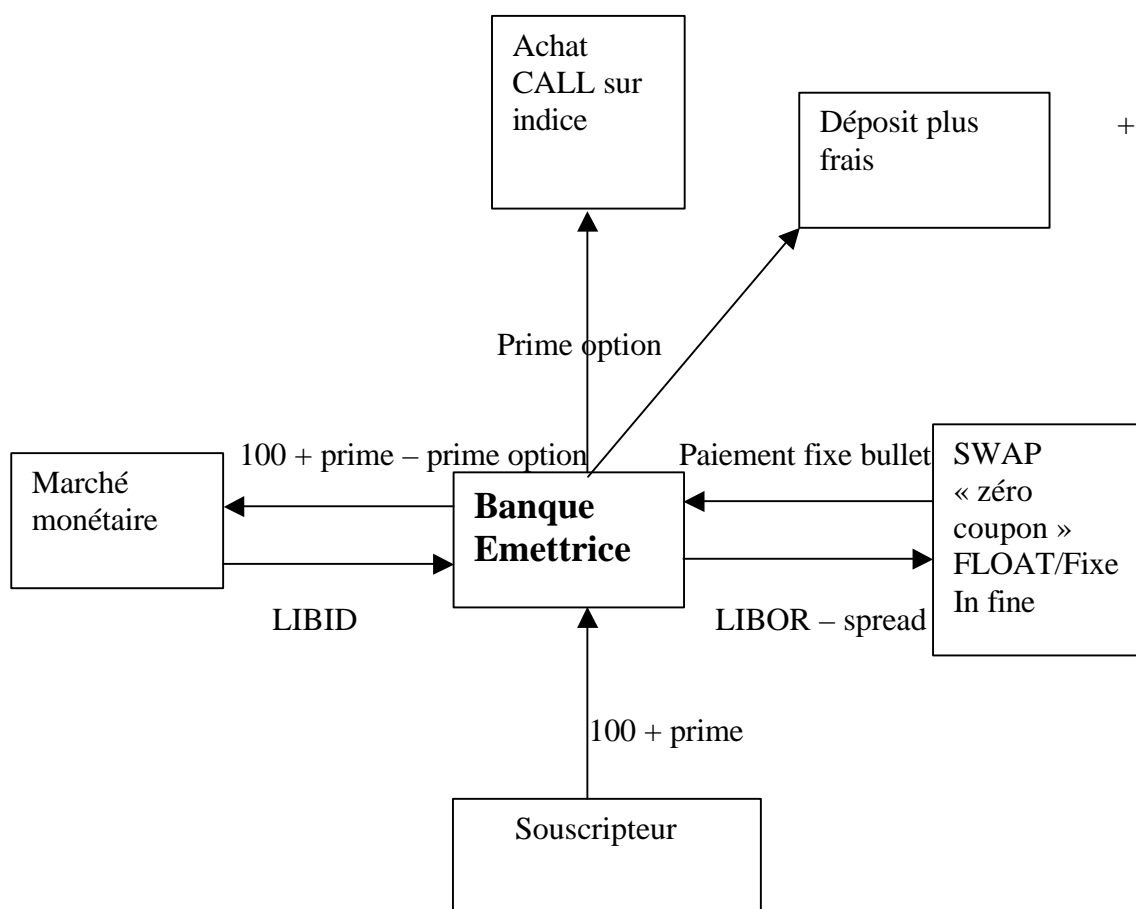 Achat
CALL sur
indice
Déposit plus
frais
+
Prime option
100 + prime – prime option
Paiement fixe bullet
Marché
monétaire
Banque
Emettrice
SWAP
« zéro
coupon »
FLOAT/Fixe
In fine
LIBID
LIBOR – spread
100 + prime
Souscripteur